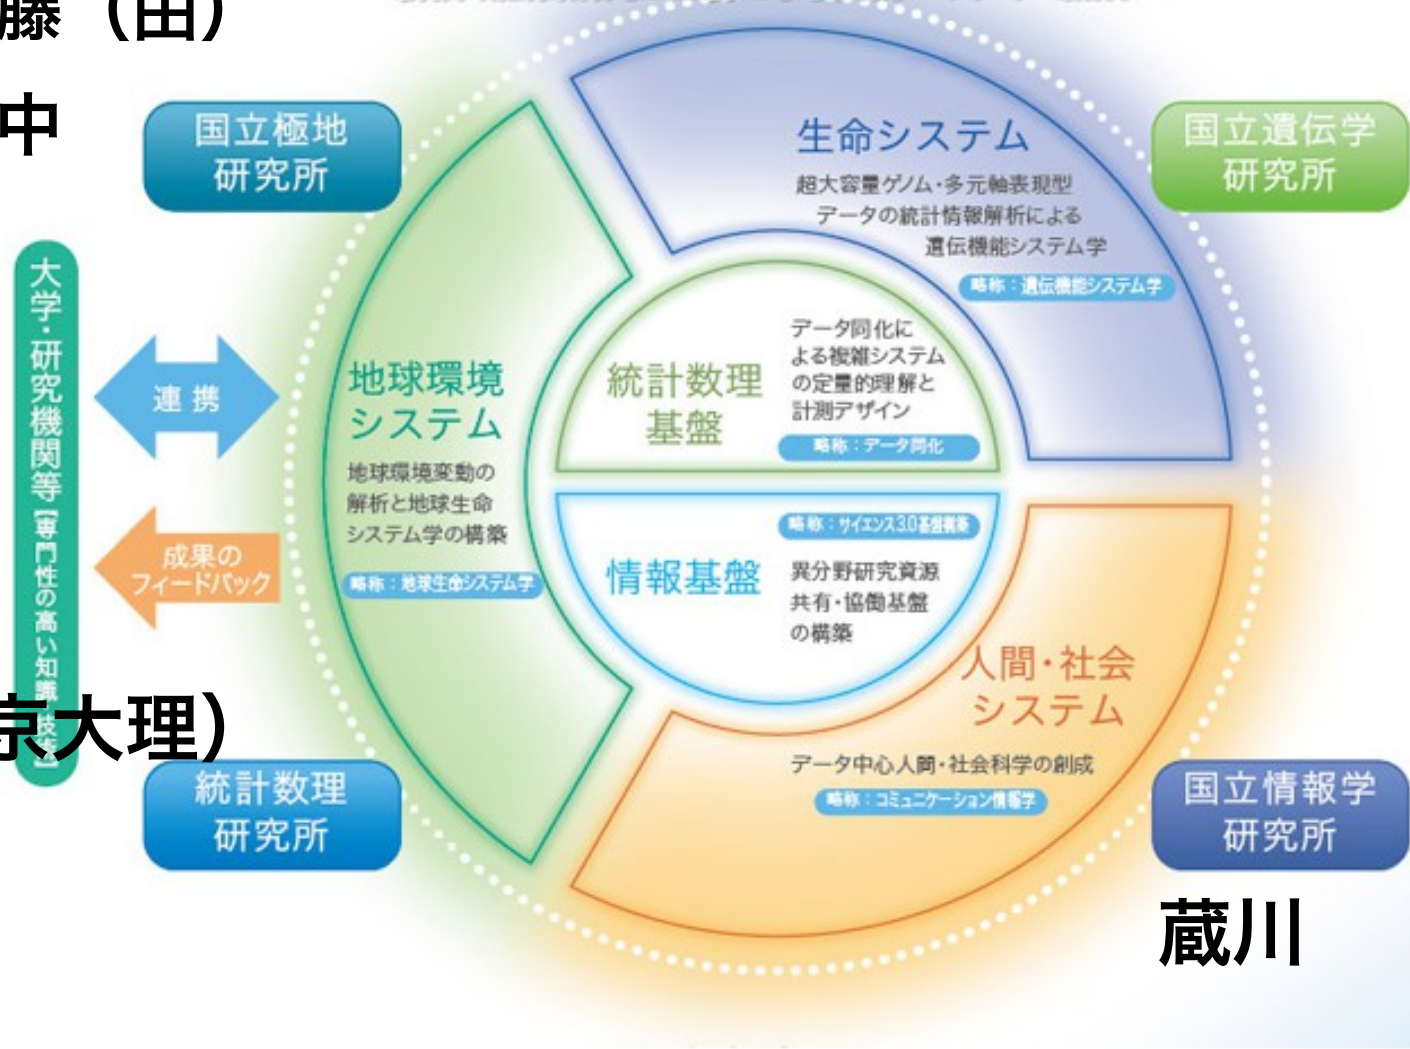 藤（由）
中
国立極地
研究所
国立遺伝学
研究所
生命システム
超大容量ゲノム・多元軸表現型
データの統計情報解析による
遺伝機能システム学
略称：遺伝機能システム学
大学・研究機関等【専門性の高い知識・技術】
連 携
成果の
フィードバック
地球環境
システム
地球環境変動の
解析と地球生命
システム学の構築
略称：地球生命システム学
統計数理
基盤
データ同化に
よる複雑システム
の定量的理解と
計測デザイン
略称：データ同化
情報基盤
略称：サイエンス3.0基盤構築
異分野研究資源
共有・協働基盤
の構築
人間・社会
システム
データ中心人間・社会科学の創成
略称：コミュニケーション情報学
京大理）
統計数理
研究所
国立情報学
研究所
蔵川